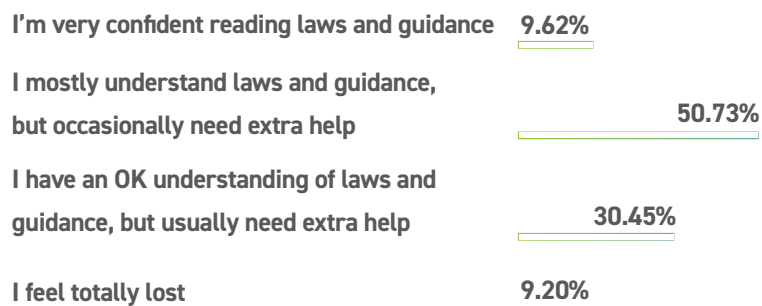 I’m very confident reading laws and guidance 9.62%
I mostly understand laws and guidance,
but occasionally need extra help
50.73%
I have an OK understanding of laws and
guidance, but usually need extra help
30.45%
I feel totally lost 9.20%